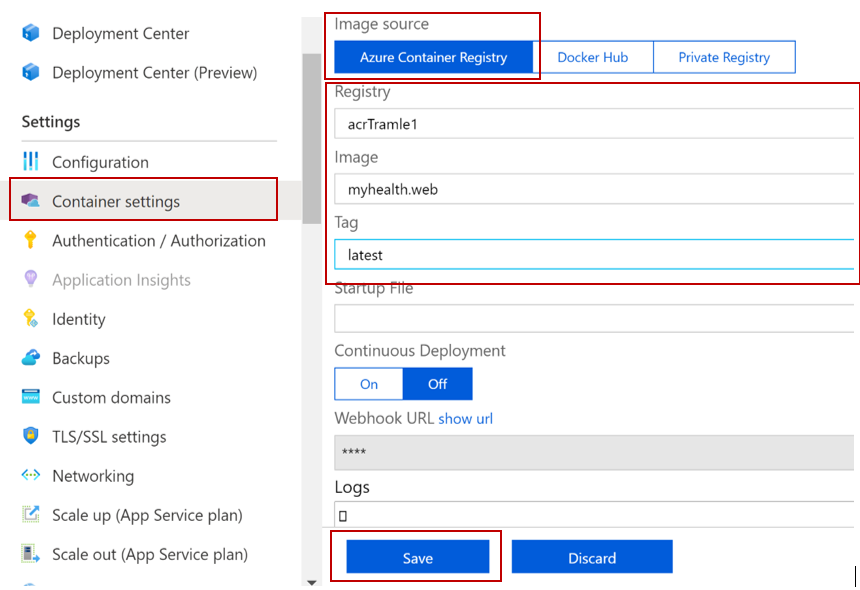 Deployment Center
Deployment Center (Preview)
Settings
Configuration
Container settings
Authentication / Authorization
Application Insights
Identity
Backups
Custom domains
TLS/SSL settings
Networking
Scale up (App Service plan)
Scale out (App Service plan)
Image source
Azure Container Registry Docker Hub Private Registry
Registry
acrTramle1
Image
myhealth.web
Tag
latest
Startup File
Continuous Deployment
On Off
Webhook URL show url
****
Logs
Save Discard